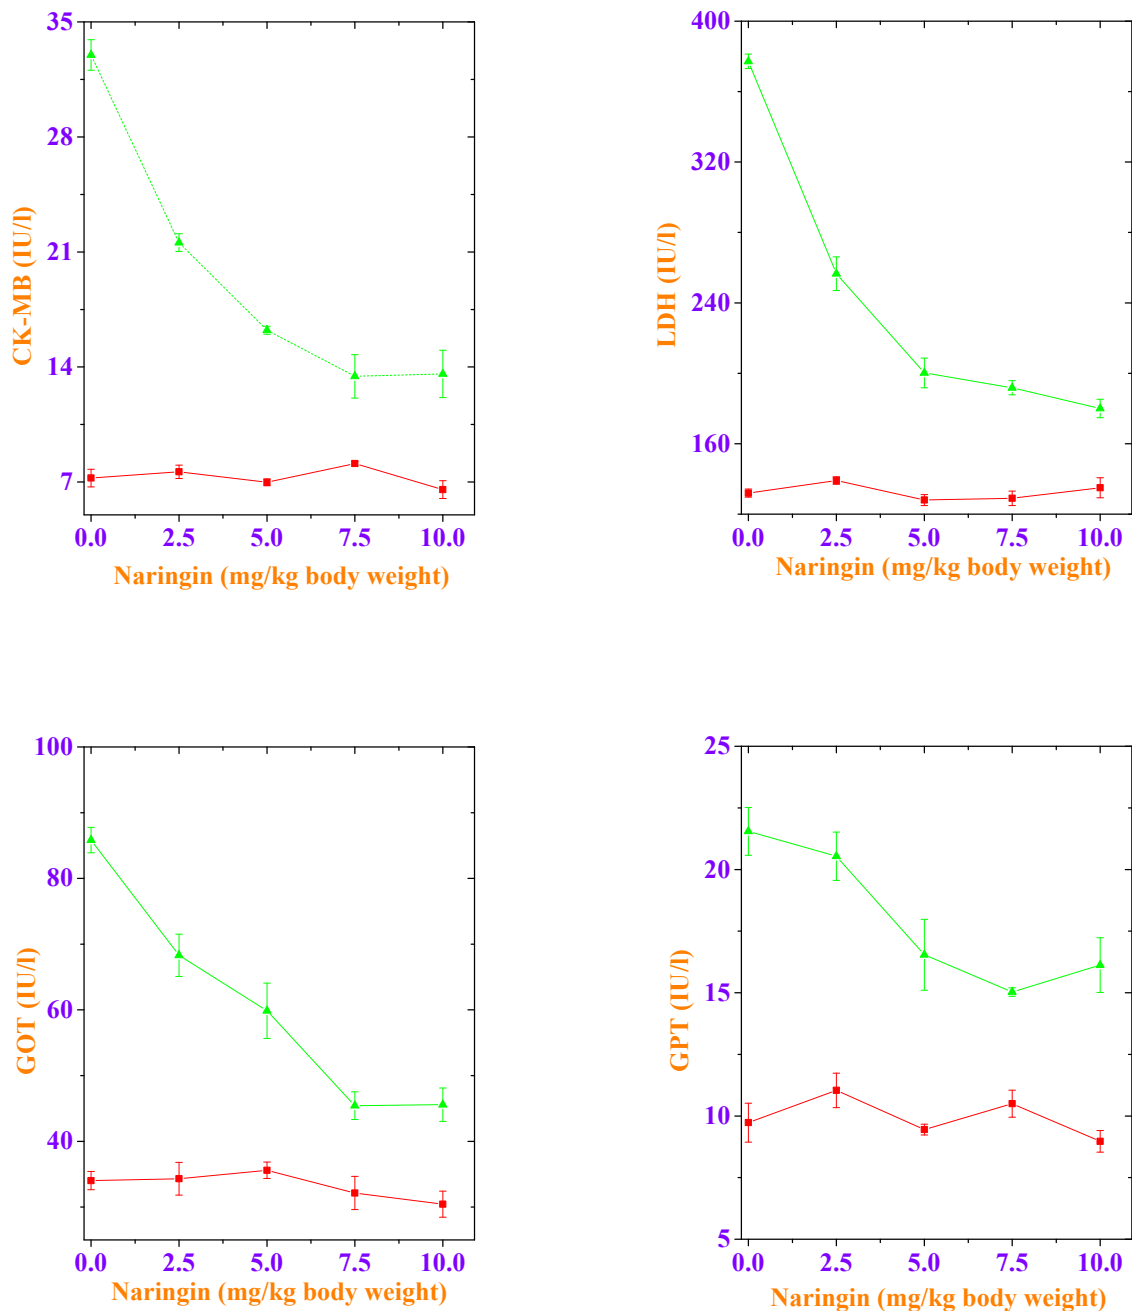 35
28
21
14
7
CK-MB (IU/l)
0.0 2.5 5.0 7.5 10.0
Naringin (mg/kg body weight)
400
320
240
160
LDH (IU/l)
0.0 2.5 5.0 7.5 10.0
Naringin (mg/kg body weight)
100
80
60
40
GOT (IU/l)
0.0 2.5 5.0 7.5 10.0
Naringin (mg/kg body weight)
25
20
15
10
5
GPT (IU/l)
0.0 2.5 5.0 7.5 10.0
Naringin (mg/kg body weight)